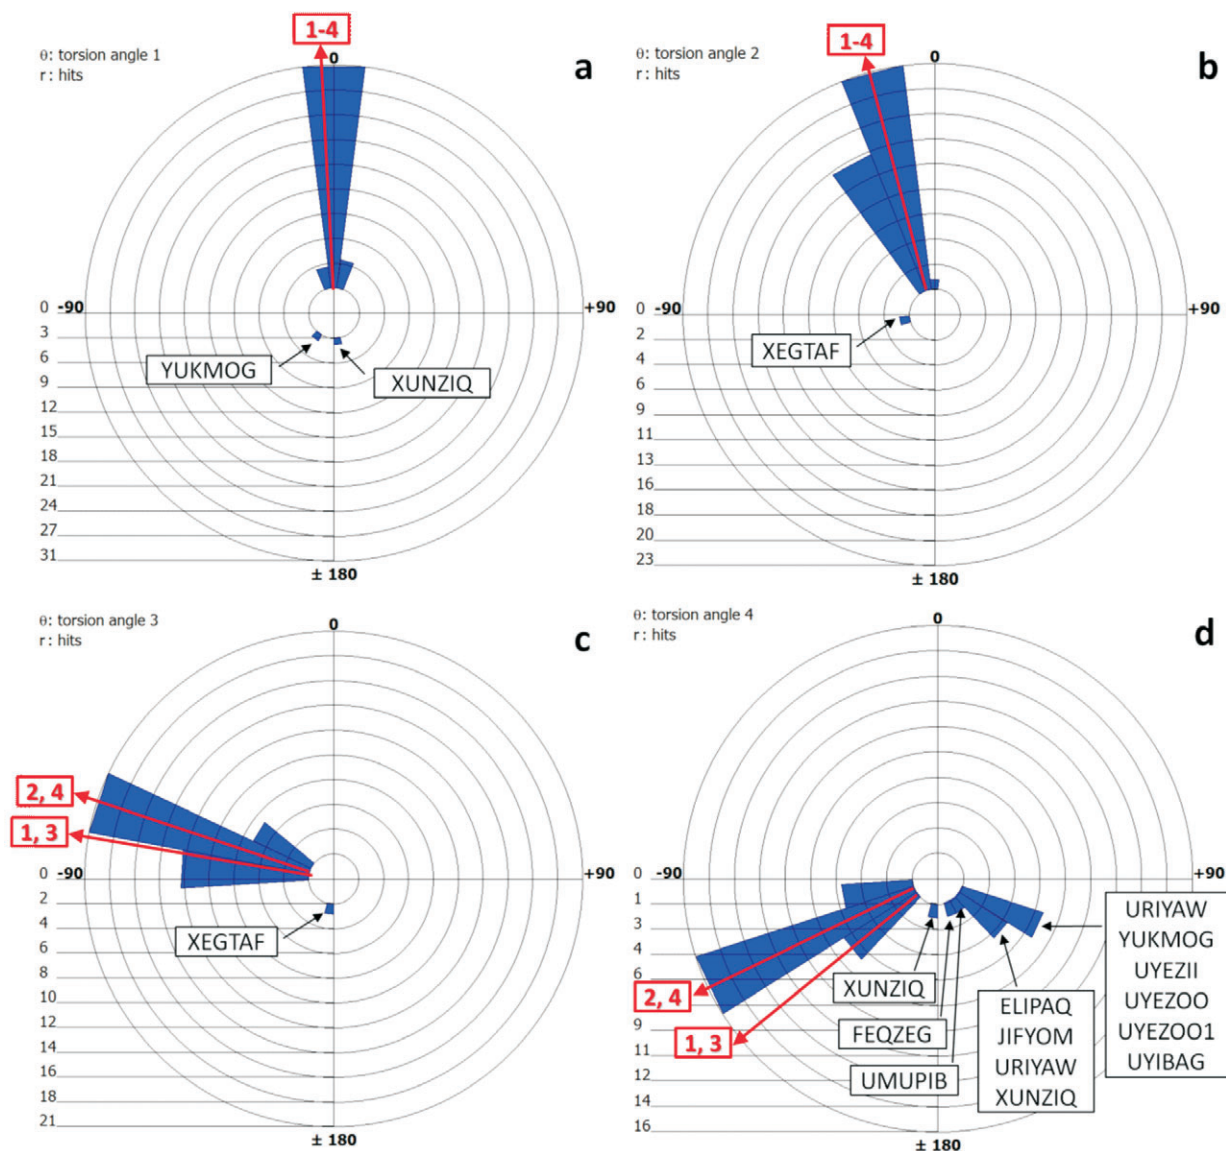 1-4
θ: torsion angle 1
r : hits
a
0
-90
+90
0
3
6
9
12
15
18
21
24
27
31
YUKMOG
XUNZIQ
± 180
1-4
θ: torsion angle 2
r : hits
b
0
-90
+90
0
2
4
6
9
11
13
16
18
20
23
XEGTAF
± 180
θ: torsion angle 3
r : hits
c
0
2, 4
1, 3
-90
+90
0
2
4
6
8
10
12
14
16
18
21
XEGTAF
± 180
θ: torsion angle 4
r : hits
d
0
-90
+90
0
1
3
4
6
7
9
11
12
14
16
2, 4
1, 3
XUNZIQ
FEQZEG
UMUPIB
ELIPAQ
JIFYOM
URIYAW
XUNZIQ
URIYAW
YUKMOG
UYEZII
UYEZOO
UYEZOO1
UYIBAG
± 180